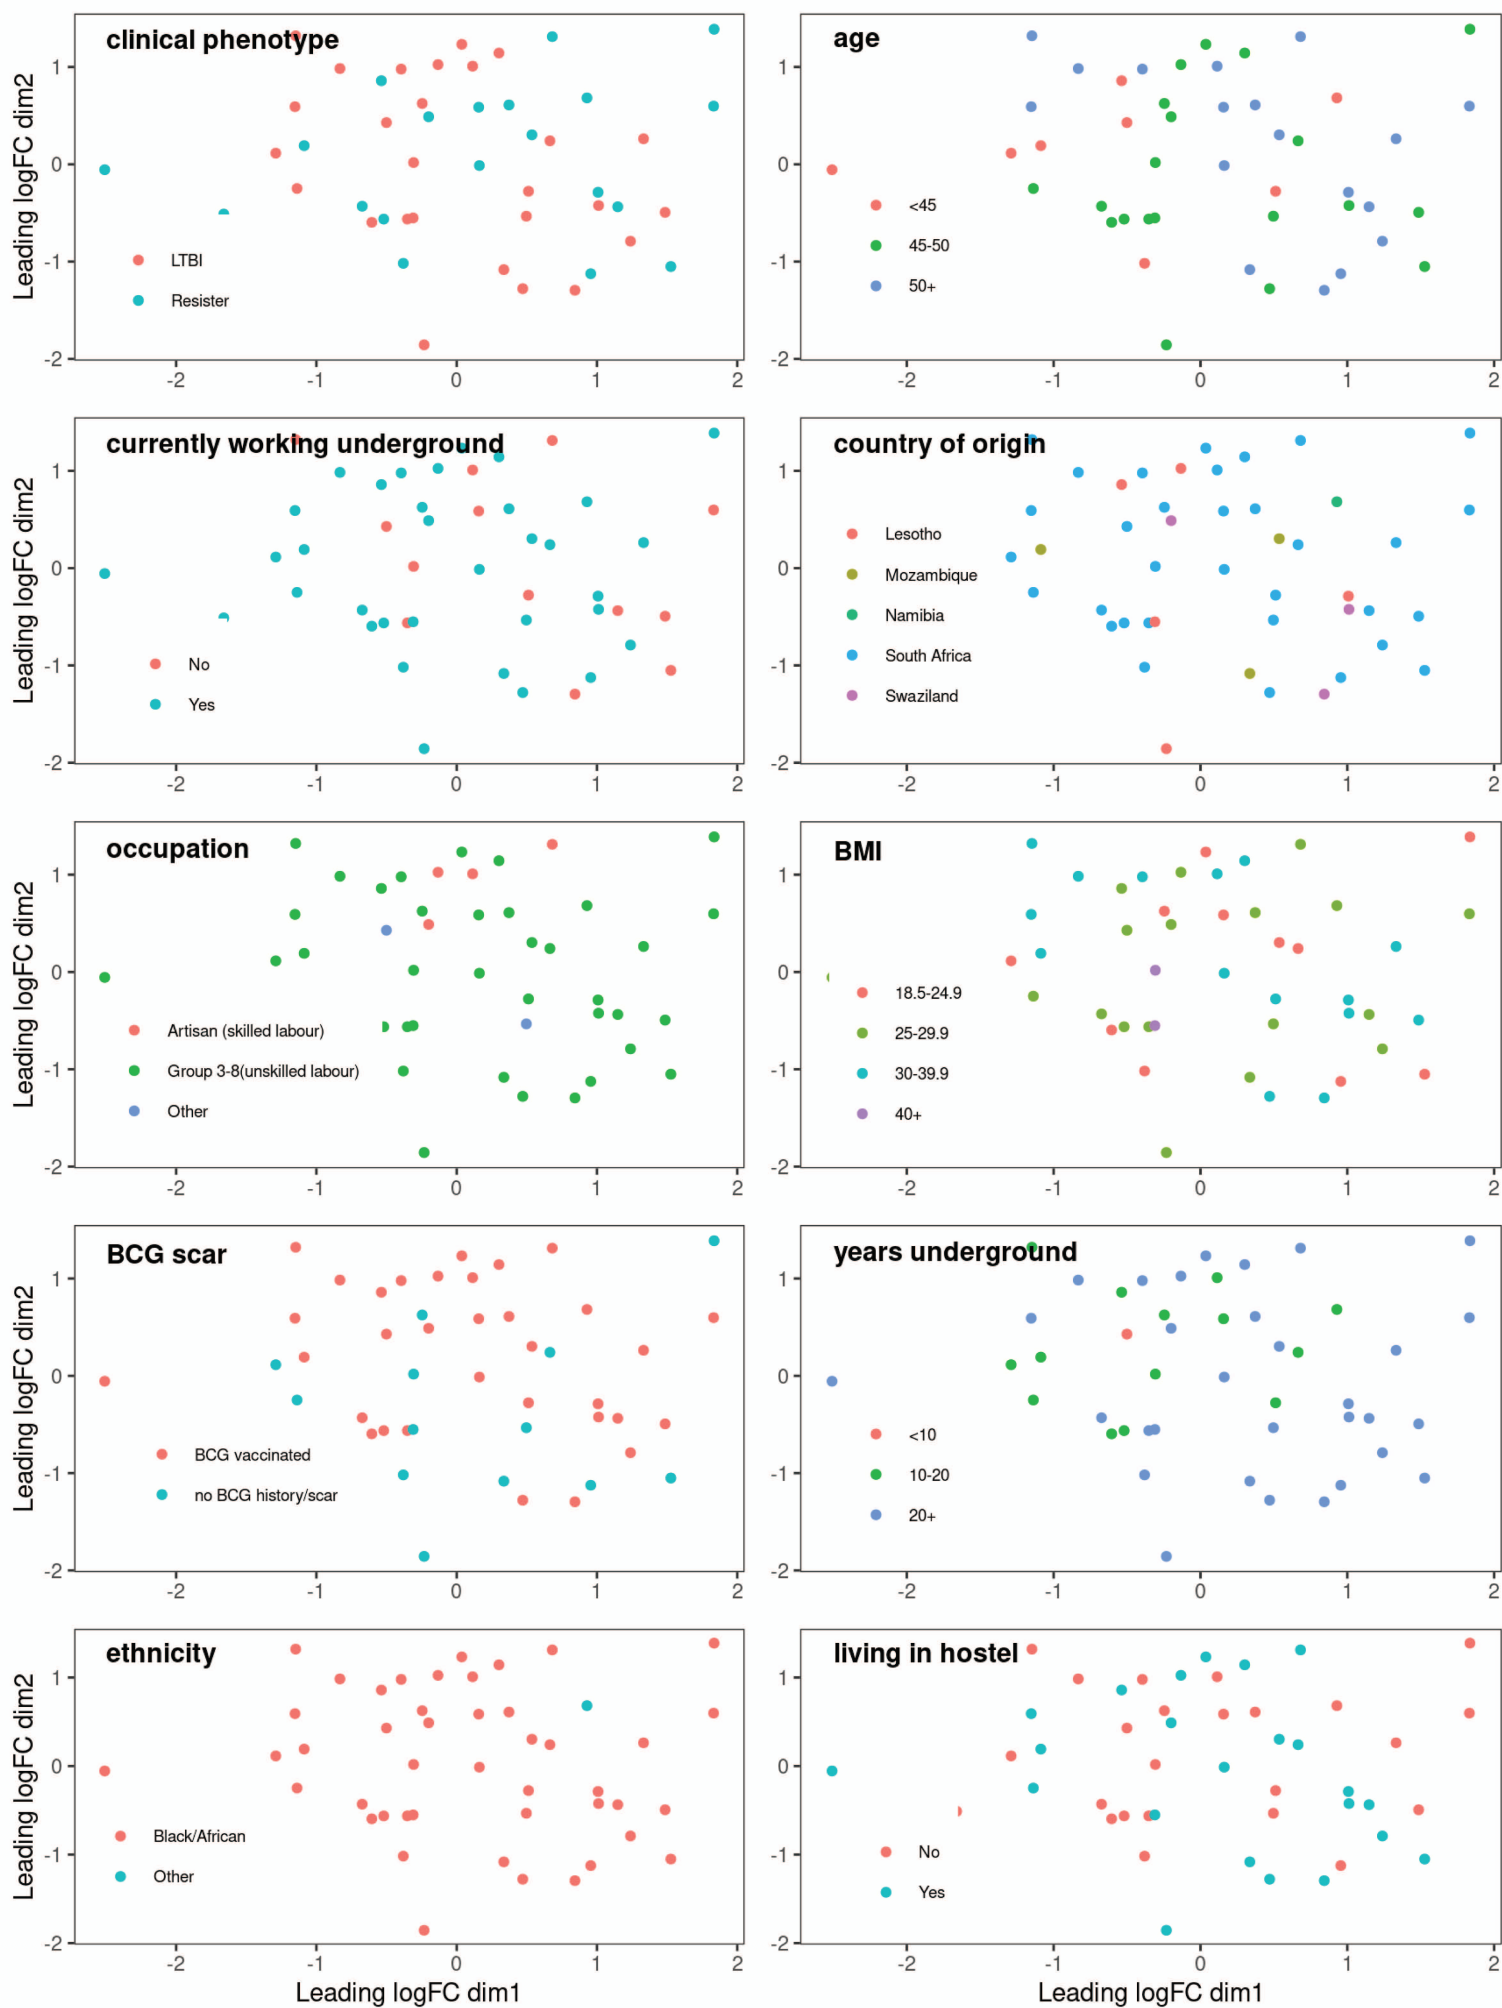 clinical phenotype
Leading logFC dim2
1
0
-1
-2
LTBI
Resister
-2
-1
0
1
2
age
1
0
-1
-2
<45
45-50
50+
-2
-1
0
1
2
currently working underground
Leading logFC dim2
1
0
-1
-2
No
Yes
-2
-1
0
1
2
country of origin
1
0
-1
-2
Lesotho
Mozambique
Namibia
South Africa
Swaziland
-2
-1
0
1
2
occupation
Leading logFC dim2
1
0
-1
-2
Artisan (skilled labour)
Group 3-8(unskilled labour)
Other
-2
-1
0
1
2
BMI
1
0
-1
-2
18.5-24.9
25-29.9
30-39.9
40+
-2
-1
0
1
2
BCG scar
Leading logFC dim2
1
0
-1
-2
BCG vaccinated
no BCG history/scar
-2
-1
0
1
2
years underground
1
0
-1
-2
<10
10-20
20+
-2
-1
0
1
2
ethnicity
Leading logFC dim2
1
0
-1
-2
Black/African
Other
-2
-1
0
1
2
Leading logFC dim1
living in hostel
1
0
-1
-2
No
Yes
-2
-1
0
1
2
Leading logFC dim1